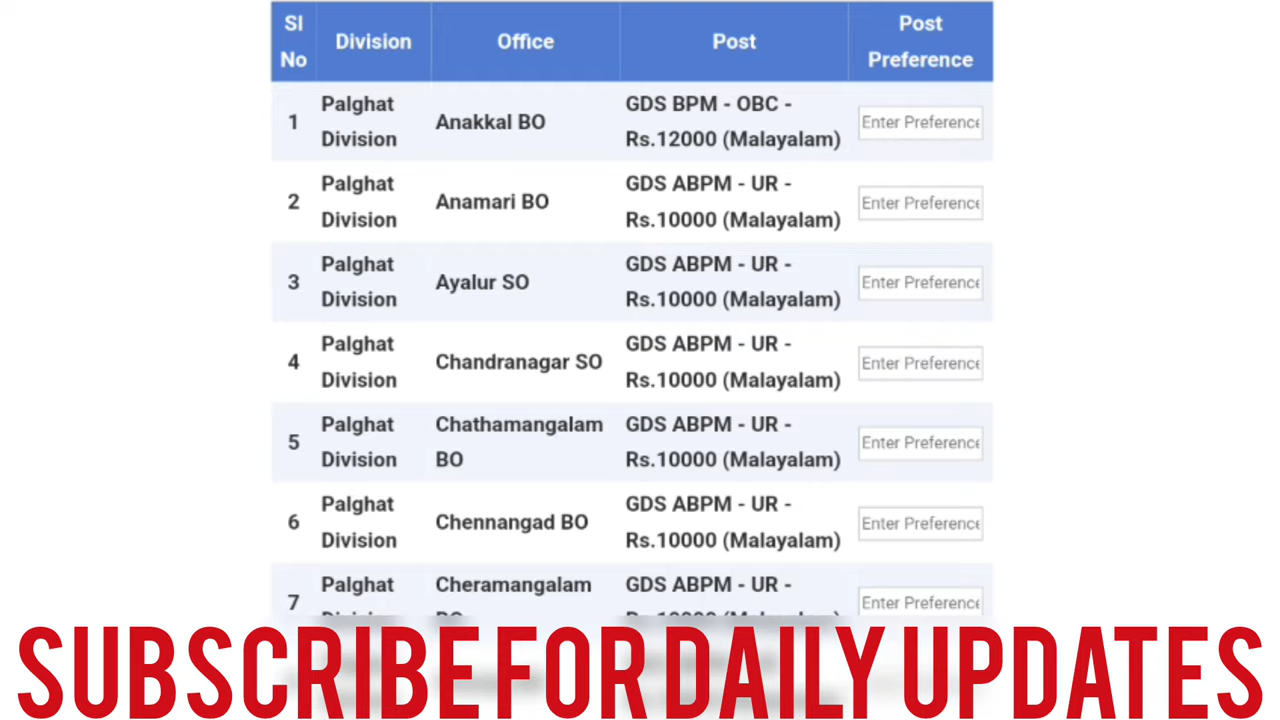 Sl No Division Office Post Post Preference
1 Palghat Division Anakkal BO GDS BPM - OBC - Rs.12000 (Malayalam) Enter Preference
2 Palghat Division Anamari BO GDS ABPM - UR - Rs.10000 (Malayalam) Enter Preference
3 Palghat Division Ayalur SO GDS ABPM - UR - Rs.10000 (Malayalam) Enter Preference
4 Palghat Division Chandranagar SO GDS ABPM - UR - Rs.10000 (Malayalam) Enter Preference
5 Palghat Division Chathamangalam BO GDS ABPM - UR - Rs.10000 (Malayalam) Enter Preference
6 Palghat Division Chennangad BO GDS ABPM - UR - Rs.10000 (Malayalam) Enter Preference
7 Palghat Cheramangalam GDS ABPM - UR - Enter Preference
SUBSCRIBE FOR DAILY UPDATES